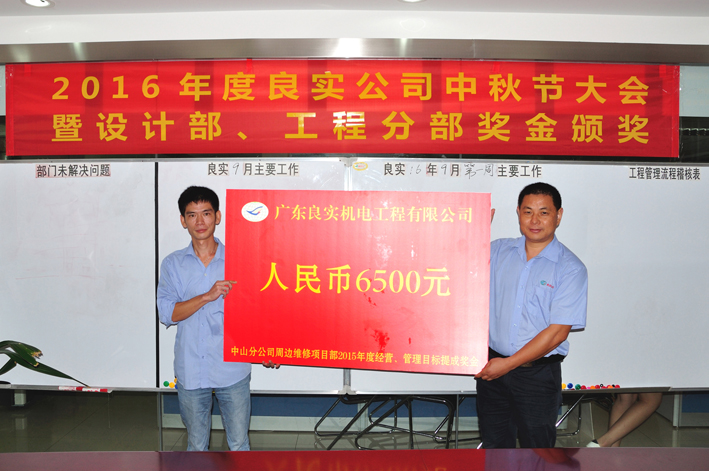 2016年度良实公司中秋节大会
暨设计部、工程分部奖金颁奖
部门未解决问题
良实9月主要工作
良实16年9月第一周主要工作
工程管理流程稽核表
广东良实机电工程有限公司
人民币6500元
中山分公司周边维修项目部2015年度经营、管理目标提成奖金